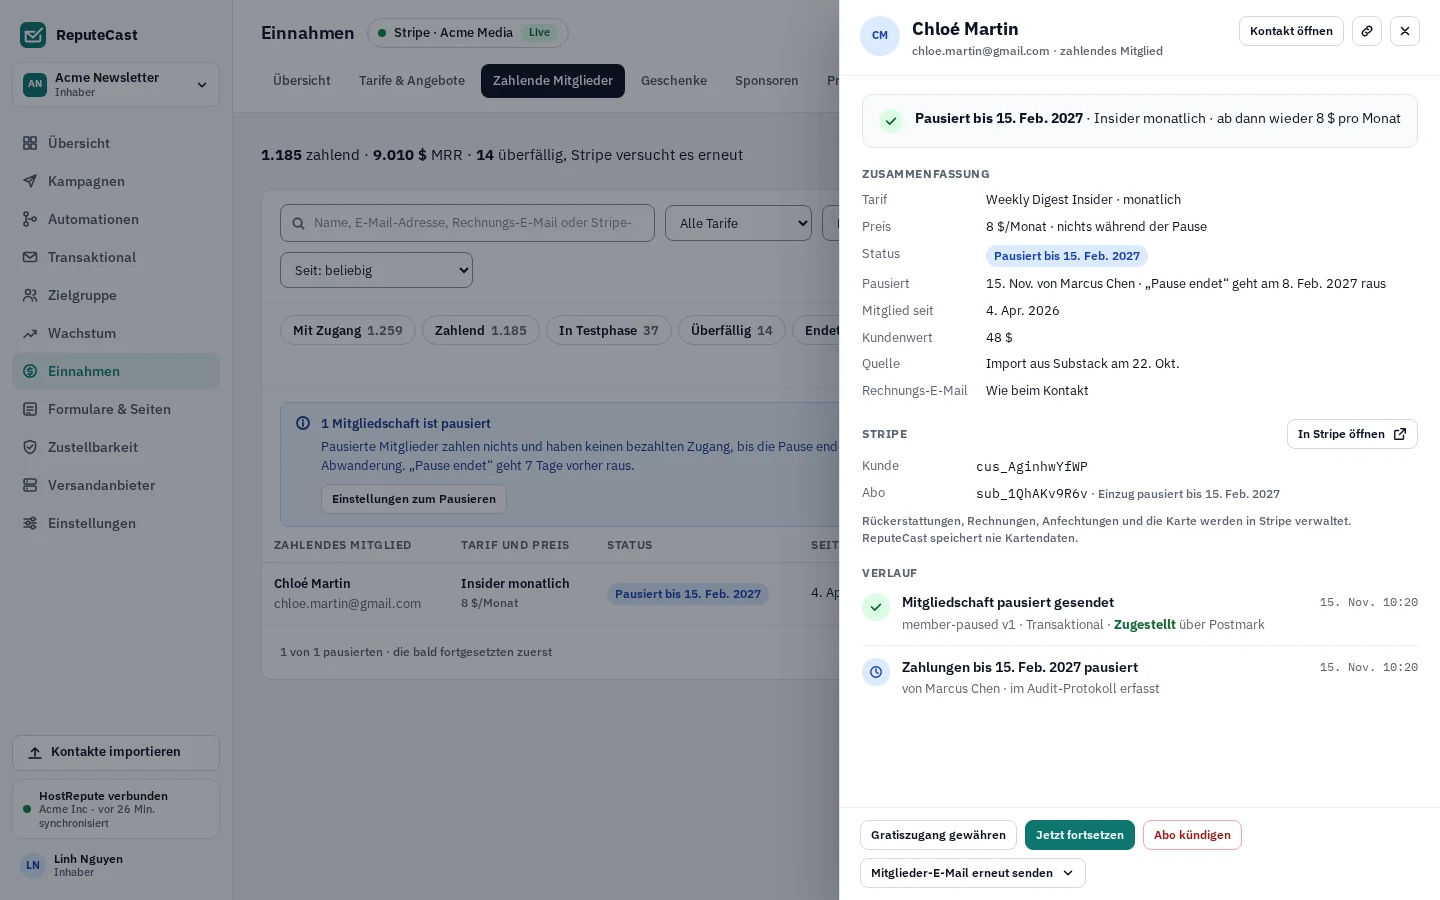 ReputeCast
AN
Acme Newsletter
Inhaber
Übersicht
Kampagnen
Automationen
Transaktional
Zielgruppe
Wachstum
Einnahmen
Formulare & Seiten
Zustellbarkeit
Versandanbieter
Einstellungen
Kontakte importieren
HostRepute verbunden
Acme Inc · vor 26 Min.
synchronisiert
LN
Linh Nguyen
Inhaber
Einnahmen
Stripe · Acme Media Live
Übersicht Tarife & Angebote Zahlende Mitglieder Geschenke Sponsoren
1.185 zahlend · 9.010 $ MRR · 14 überfällig, Stripe versucht es erneut
Name, E-Mail-Adresse, Rechnungs-E-Mail oder Stripe-
Alle Tarife
Seit: beliebig
Mit Zugang 1.259 Zahlend 1.185 In Testphase 37 Überfällig 14 Endet
1 Mitgliedschaft ist pausiert
Pausierte Mitglieder zahlen nichts und haben keinen bezahlten Zugang, bis die Pause end
Abwanderung. „Pause endet“ geht 7 Tage vorher raus.
Einstellungen zum Pausieren
ZAHLENDES MITGLIED TARIF UND PREIS STATUS SEIT
Chloé Martin Insider monatlich Pausiert bis 15. Feb. 2027 4. Ap
chloe.martin@gmail.com 8 $/Monat
1 von 1 pausierten · die bald fortgesetzten zuerst
CM
Chloé Martin
chloe.martin@gmail.com · zahlendes Mitglied
Kontakt öffnen
Pausiert bis 15. Feb. 2027 · Insider monatlich · ab dann wieder 8 $ pro Monat
ZUSAMMENFASSUNG
Tarif Weekly Digest Insider · monatlich
Preis 8 $/Monat · nichts während der Pause
Status Pausiert bis 15. Feb. 2027
Pausiert 15. Nov. von Marcus Chen · „Pause endet“ geht am 8. Feb. 2027 raus
Mitglied seit 4. Apr. 2026
Kundenwert 48 $
Quelle Import aus Substack am 22. Okt.
Rechnungs-E-Mail Wie beim Kontakt
STRIPE
In Stripe öffnen
Kunde cus_AginhwYfWP
Abo sub_1QhAKv9R6v · Einzug pausiert bis 15. Feb. 2027
Rückerstattungen, Rechnungen, Anfechtungen und die Karte werden in Stripe verwaltet.
ReputeCast speichert nie Kartendaten.
VERLAUF
Mitgliedschaft pausiert gesendet 15. Nov. 10:20
member-paused v1 · Transaktional · Zugestellt über Postmark
Zahlungen bis 15. Feb. 2027 pausiert 15. Nov. 10:20
von Marcus Chen · im Audit-Protokoll erfasst
Gratiszugang gewähren
Jetzt fortsetzen
Abo kündigen
Mitglieder-E-Mail erneut senden